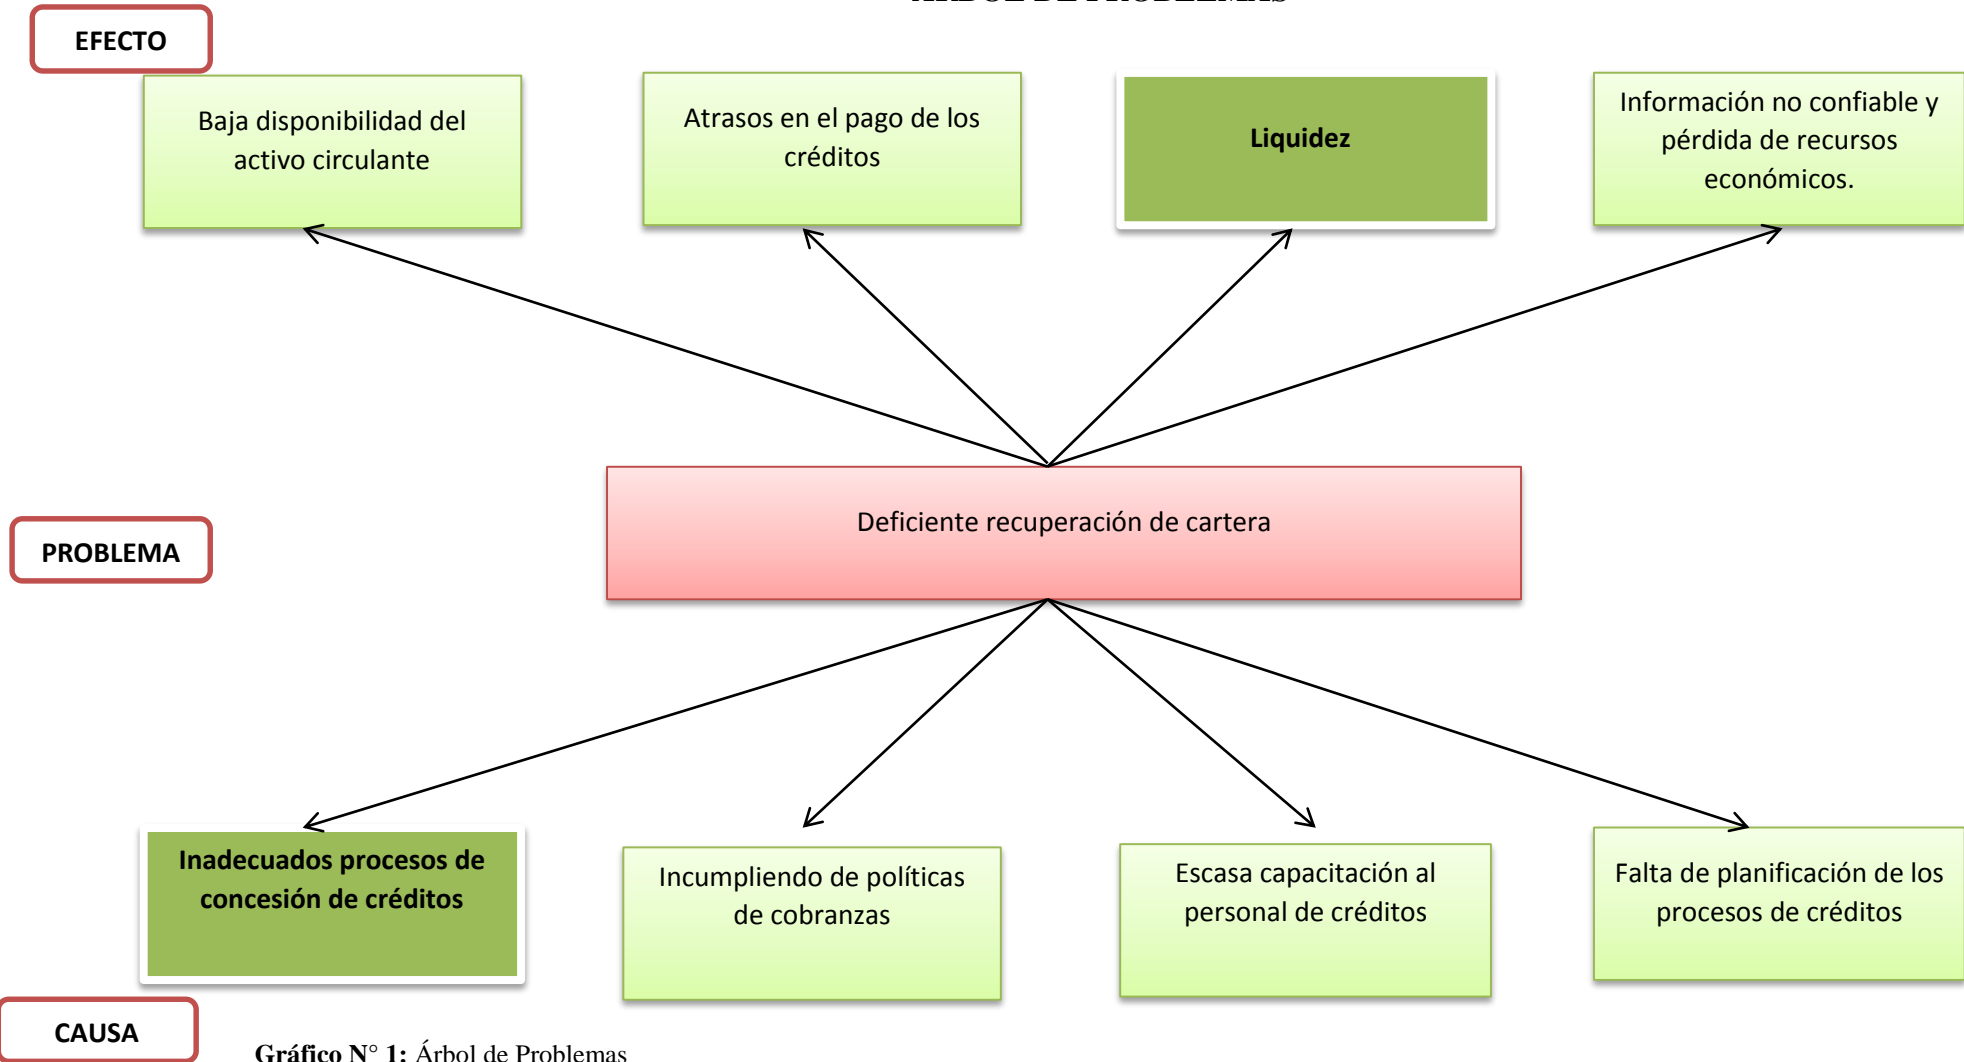 ÁRBOL DE PROBLEMAS
EFECTO
Baja disponibilidad del
activo circulante
Atrasos en el pago de los
créditos
Liquidez
Información no confiable y
pérdida de recursos
económicos.
PROBLEMA
Deficiente recuperación de cartera
Inadecuados procesos de
concesión de créditos
Incumpliendo de políticas
de cobranzas
Escasa capacitación al
personal de créditos
Falta de planificación de los
procesos de créditos
CAUSA
Gráfico N° 1: Árbol de Problemas